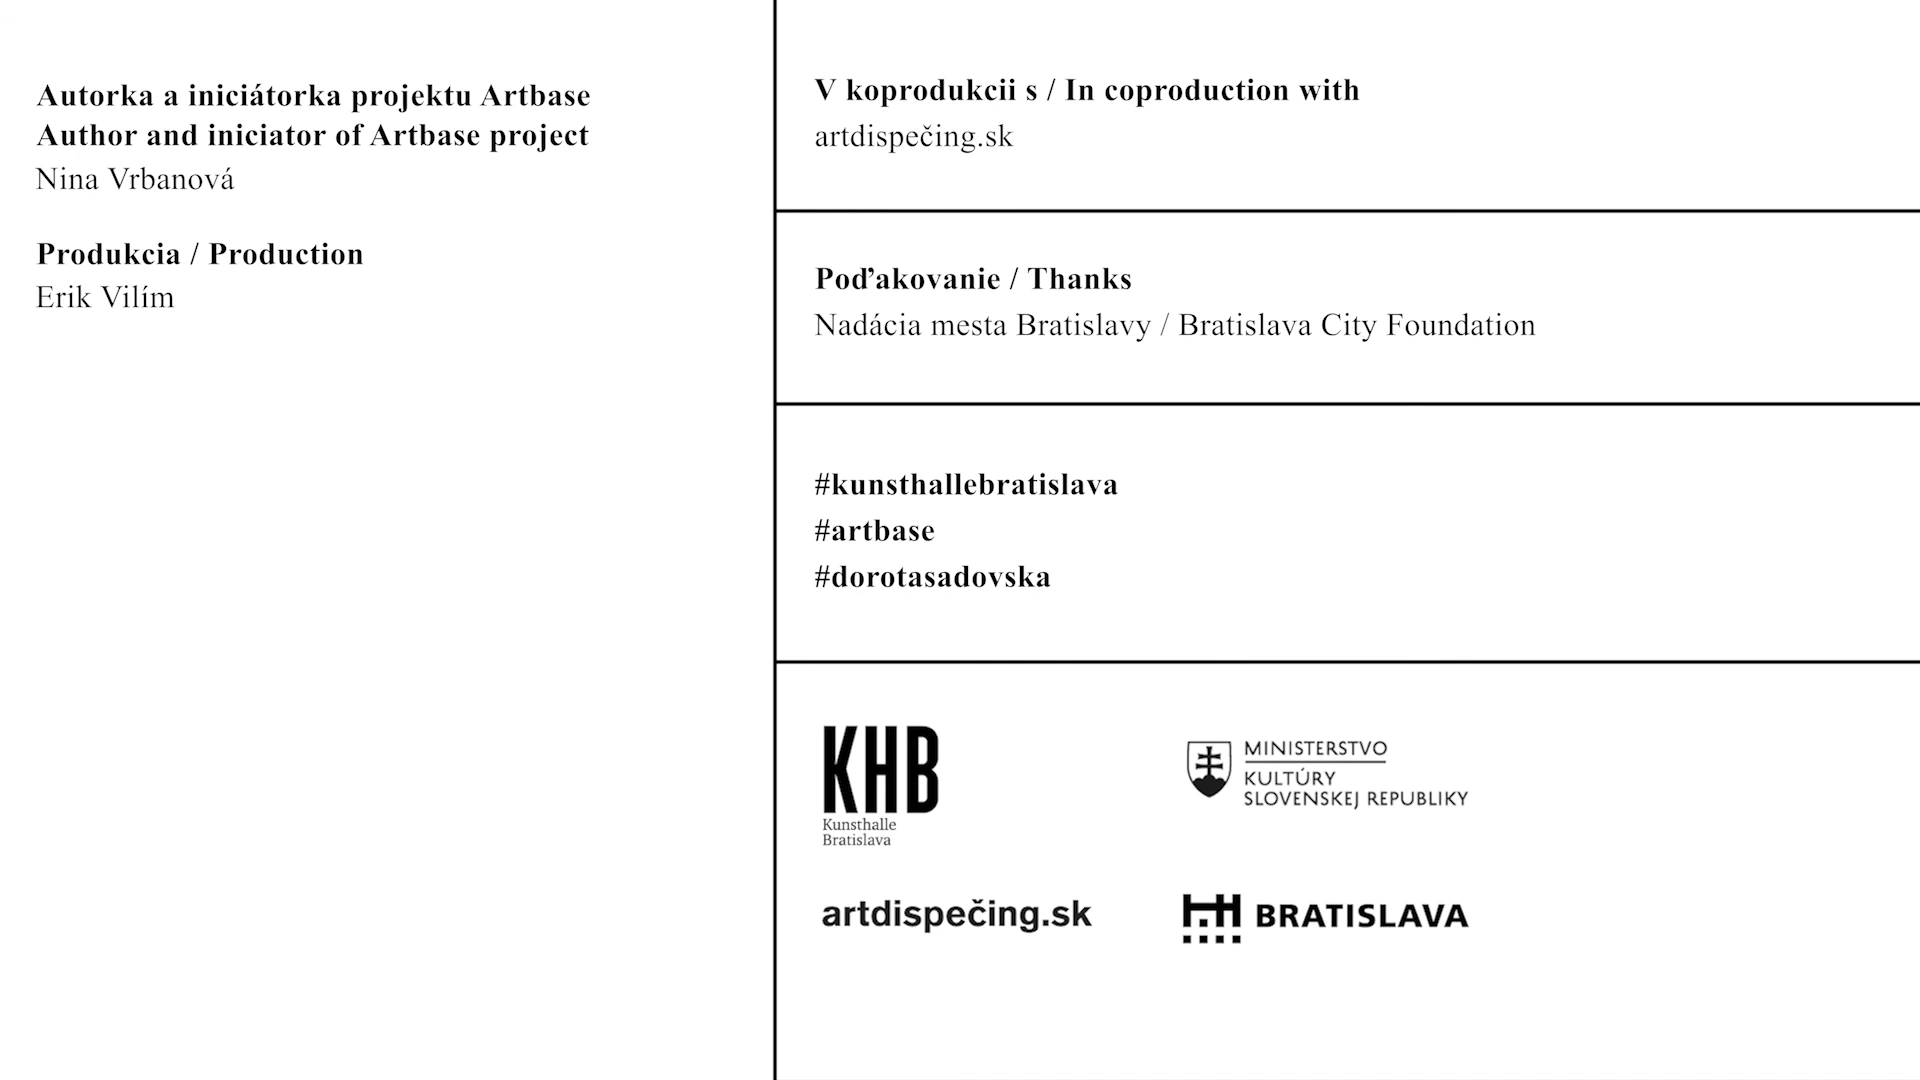 Autorka a iniciátorka projektu Artbase
Author and iniciator of Artbase project
Nina Vrbanová
Produkcia / Production
Erik Vilím
V koprodukcii s / In coproduction with
artdispečing.sk
Poďakovanie / Thanks
Nadácia mesta Bratislavy / Bratislava City Foundation
#kunsthallebratislava
#artbase
#dorotasadovska
KHB
Kunsthalle
Bratislava
MINISTERSTVO
KULTÚRY
SLOVENSKEJ REPUBLIKY
artdispečing.sk
BRATISLAVA